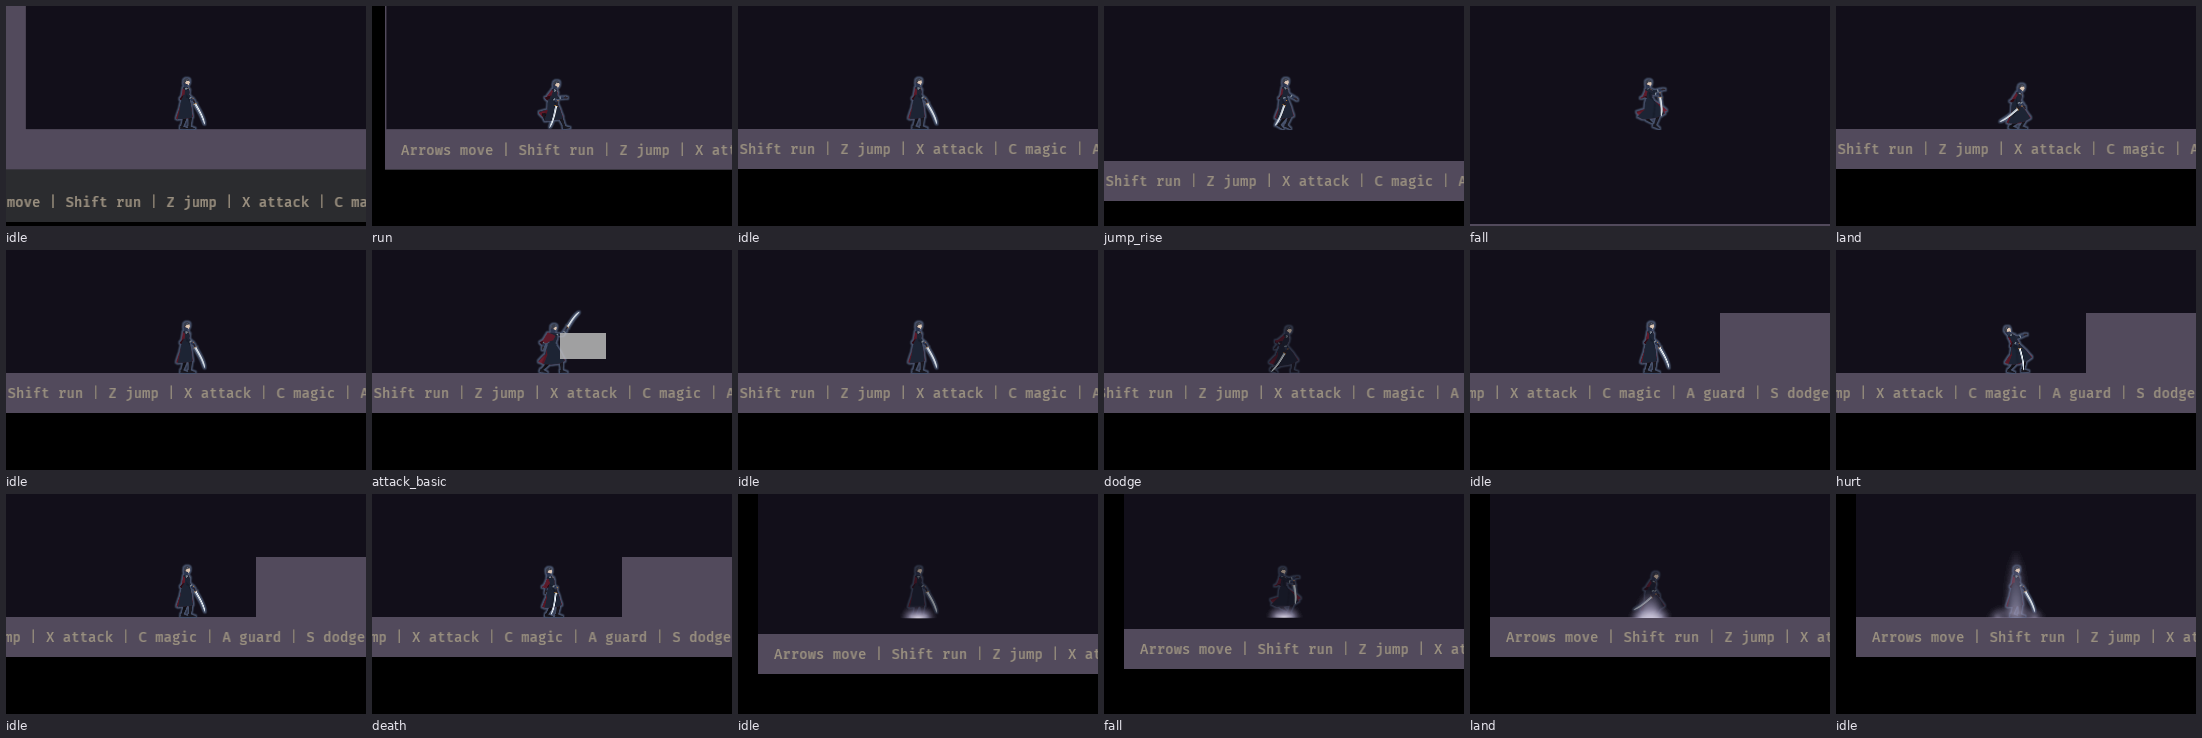 move | Shift run | Z jump | X attack | C ma
Arrows move | Shift run | Z jump | X att
Shift run | Z jump | X attack | C magic | A
Shift run | Z jump | X attack | C magic | A
Shift run | Z jump | X attack | C magic | A
idle
run
idle
jump_rise
fall
land
Shift run | Z jump | X attack | C magic | A
Shift run | Z jump | X attack | C magic | A
Shift run | Z jump | X attack | C magic | A
Shift run | Z jump | X attack | C magic | A
mp | X attack | C magic | A guard | S dodge
mp | X attack | C magic | A guard | S dodge
idle
attack_basic
idle
dodge
idle
hurt
mp | X attack | C magic | A guard | S dodge
mp | X attack | C magic | A guard | S dodge
Arrows move | Shift run | Z jump | X at
Arrows move | Shift run | Z jump | X at
Arrows move | Shift run | Z jump | X at
Arrows move | Shift run | Z jump | X at
idle
death
idle
fall
land
idle